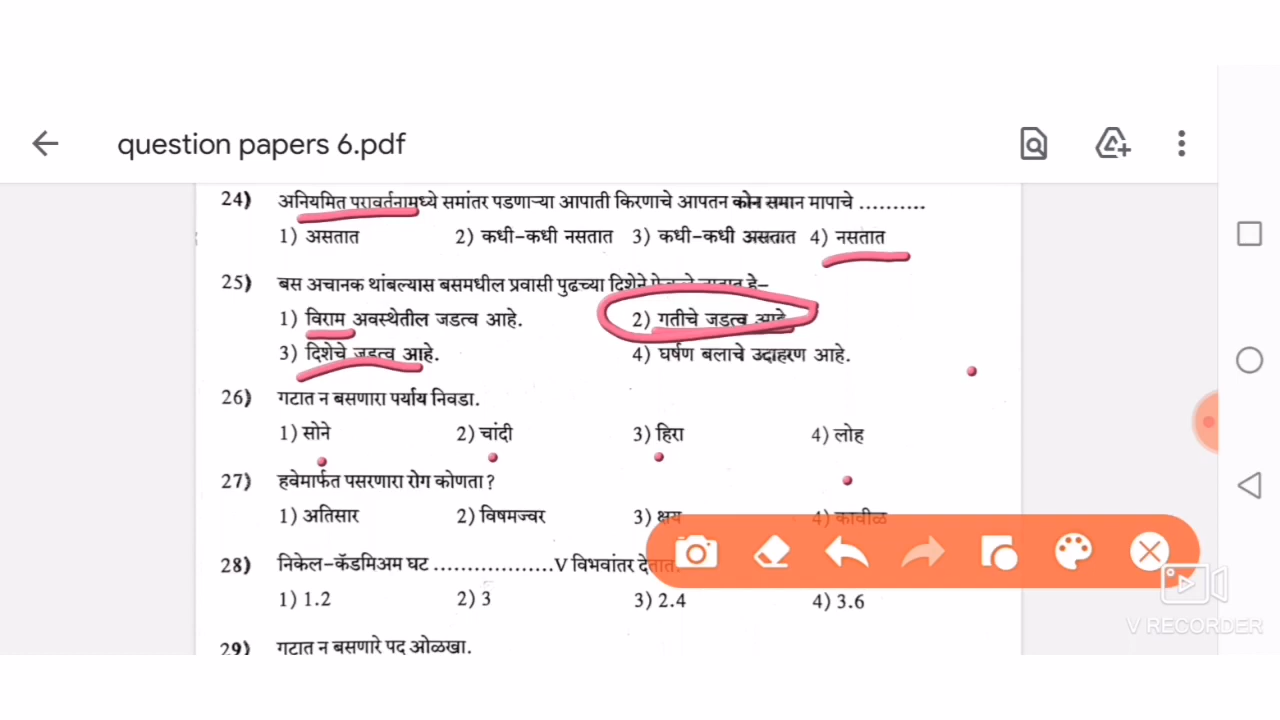 question papers 6.pdf
24) अनियमित परावर्तनामध्ये समांतर पडणाऱ्या आपाती किरणाचे आपतन कोन समान मापाचे ..........
1) असतात 2) कधी-कधी नसतात 3) कधी-कधी असतात 4) नसतात
25) बस अचानक थांबल्यास बसमधील प्रवासी पुढच्या दिशेने हे–
1) विराम अवस्थेतील जडत्व आहे. 2) गतीचे जडत्व आहे
3) दिशेचे जडत्व आहे. 4) घर्षण बलाचे उदाहरण आहे.
26) गटात न बसणारा पर्याय निवडा.
1) सोने 2) चांदी 3) हिरा 4) लोह
27) हवेमार्फत पसरणारा रोग कोणता ?
1) अतिसार 2) विषमज्वर 3) क्षय 4) कावीळ
28) निकेल-कॅडमिअम घट .................V विभवांतर देतात.
1) 1.2 2) 3 3) 2.4 4) 3.6
29) गटात न बसणारे पद ओळखा.
V RECORDER